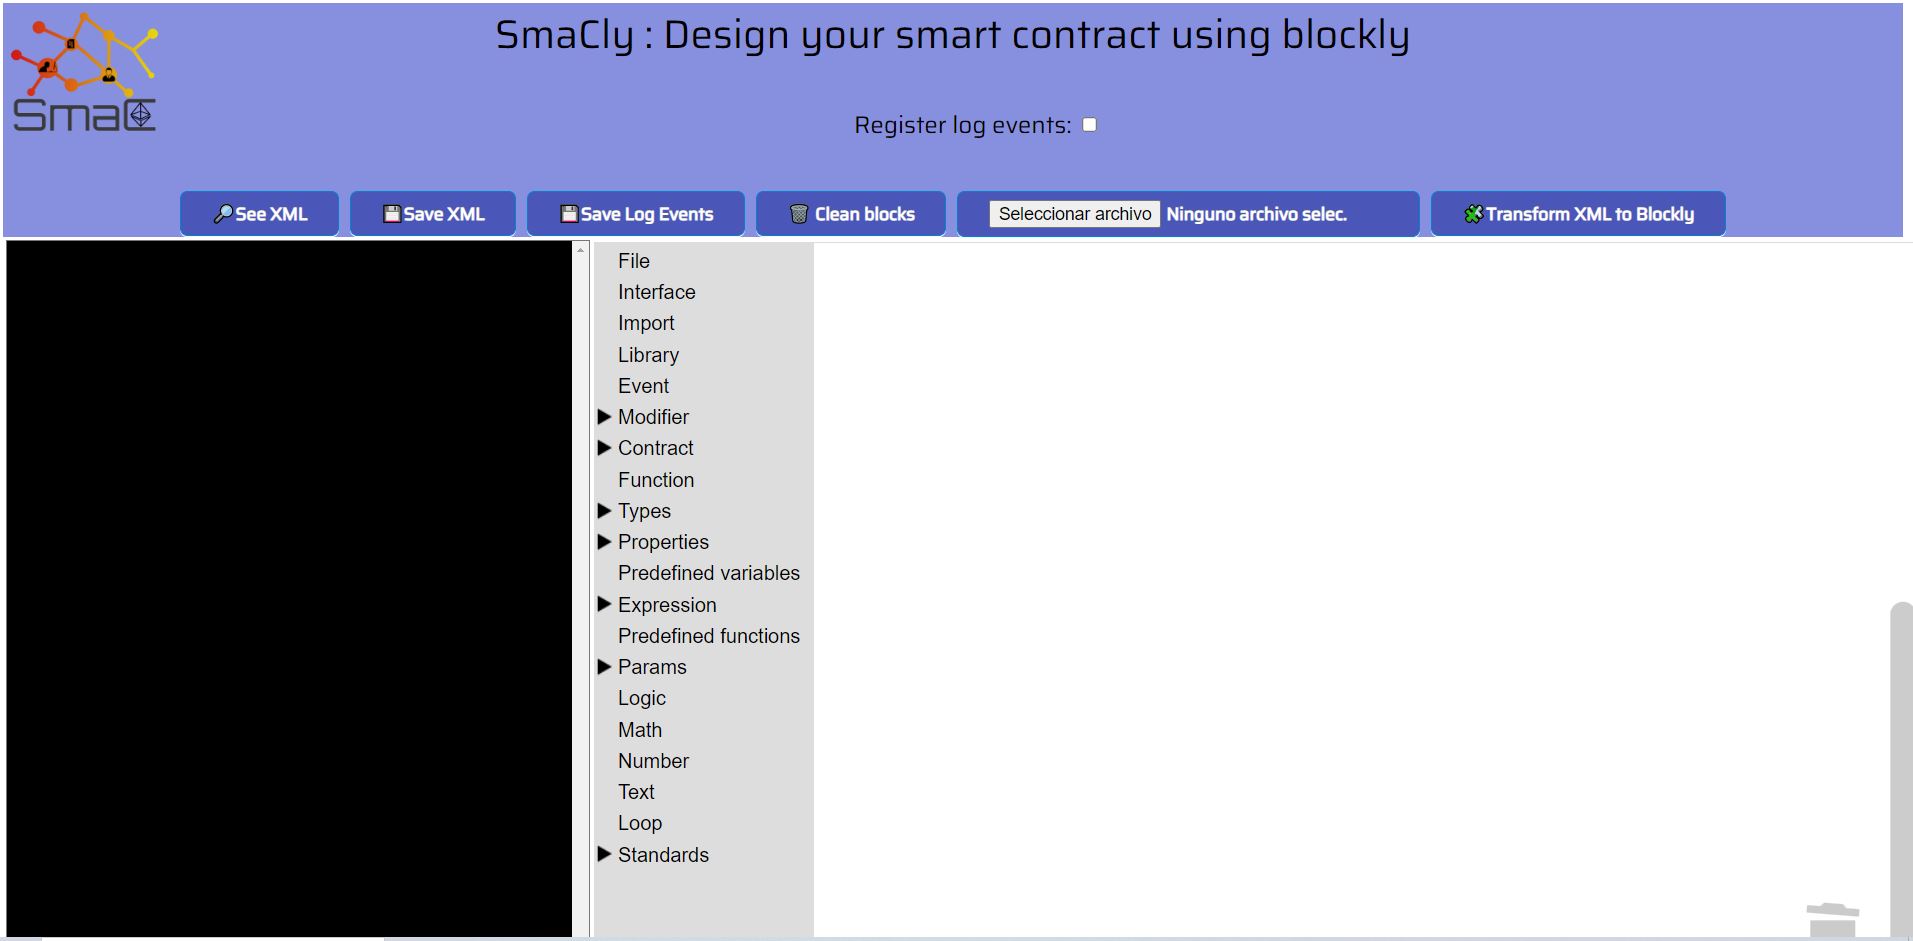 SmaCly : Design your smart contract using blockly
SmaC
Register log events:
See XML
Save XML
Save Log Events
Clean blocks
Seleccionar archivo Ninguno archivo selec.
Transform XML to Blockly
File
Interface
Import
Library
Event
Modifier
Contract
Function
Types
Properties
Predefined variables
Expression
Predefined functions
Params
Logic
Math
Number
Text
Loop
Standards